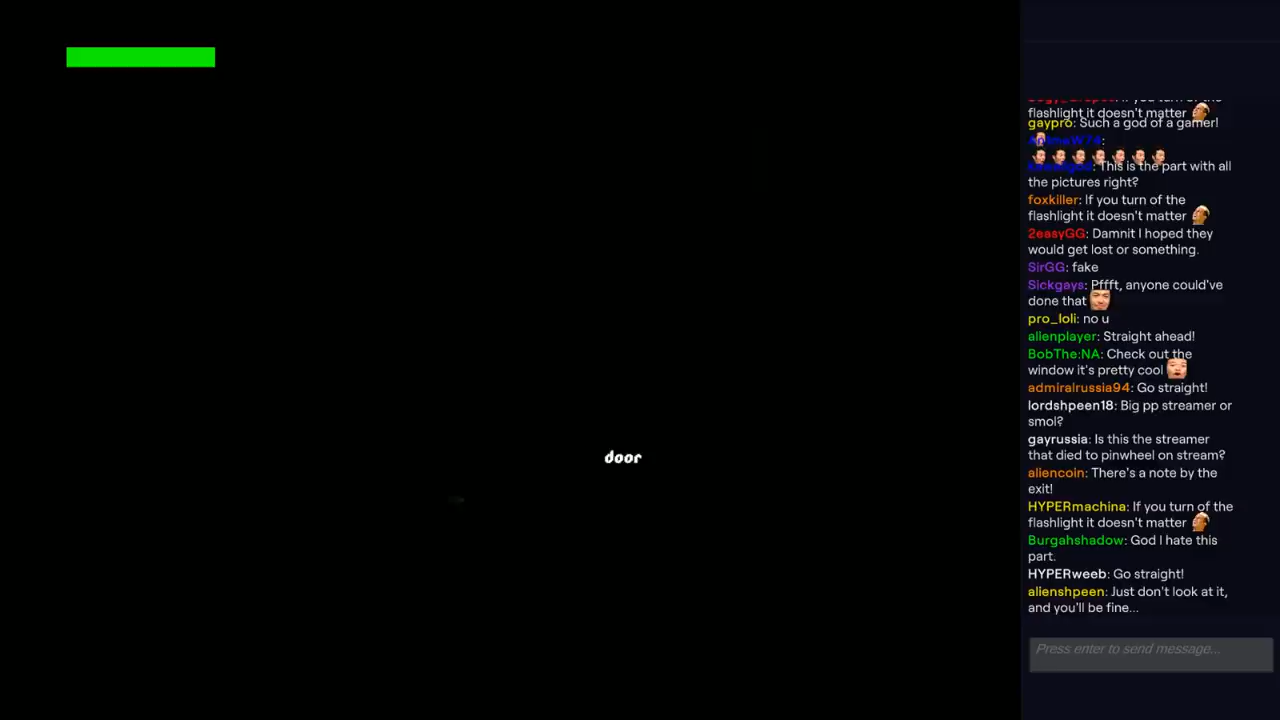 flashlight it doesn't matter
gaypro: Such a god of a gamer!
This is the part with all
the pictures right?
foxkiller: If you turn of the
flashlight it doesn't matter
2easyGG: Damnit I hoped they
would get lost or something.
SirGG: fake
Sickgays: Pffft, anyone could've
done that
pro_loli: no u
alienplayer: Straight ahead!
BobThe:NA: Check out the
window it's pretty cool
admiralrussia94: Go straight!
lordshpeen18: Big pp streamer or
smol?
gayrussia: Is this the streamer
that died to pinwheel on stream?
aliencoin: There's a note by the
exit!
HYPERmachina: If you turn of the
flashlight it doesn't matter
Burgahshadow: God I hate this
part.
HYPERweeb: Go straight!
alienshpeen: Just don't look at it,
and you'll be fine...
door
Press enter to send message...